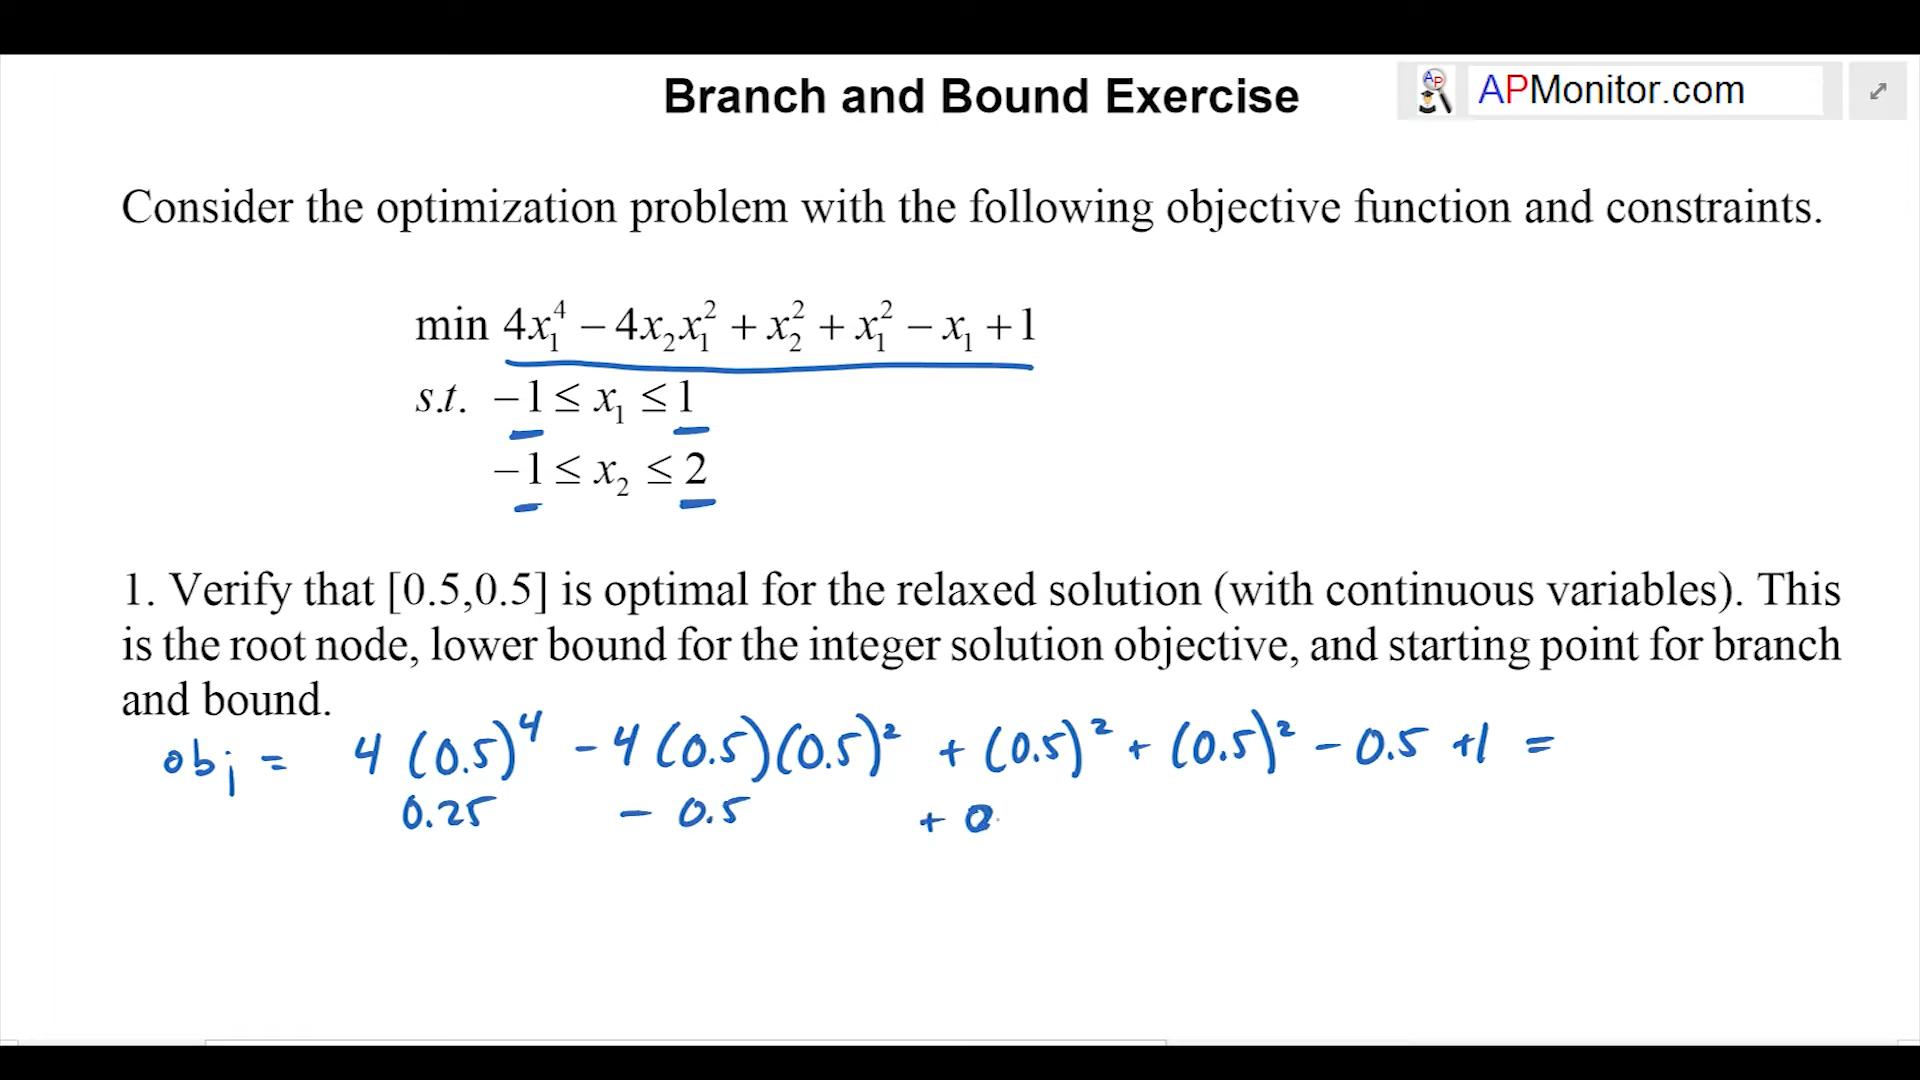 Branch and Bound Exercise
APMonitor.com
Consider the optimization problem with the following objective function and constraints.
min 4x₁⁴ − 4x₂x₁² + x₂² + x₁² − x₁ + 1
s.t. −1 ≤ x₁ ≤ 1
−1 ≤ x₂ ≤ 2
1. Verify that [0.5,0.5] is optimal for the relaxed solution (with continuous variables). This
is the root node, lower bound for the integer solution objective, and starting point for branch
and bound.
obj = 4 (0.5)⁴ − 4 (0.5)(0.5)² + (0.5)² + (0.5)² − 0.5 + 1 =
0.25 − 0.5 + 0